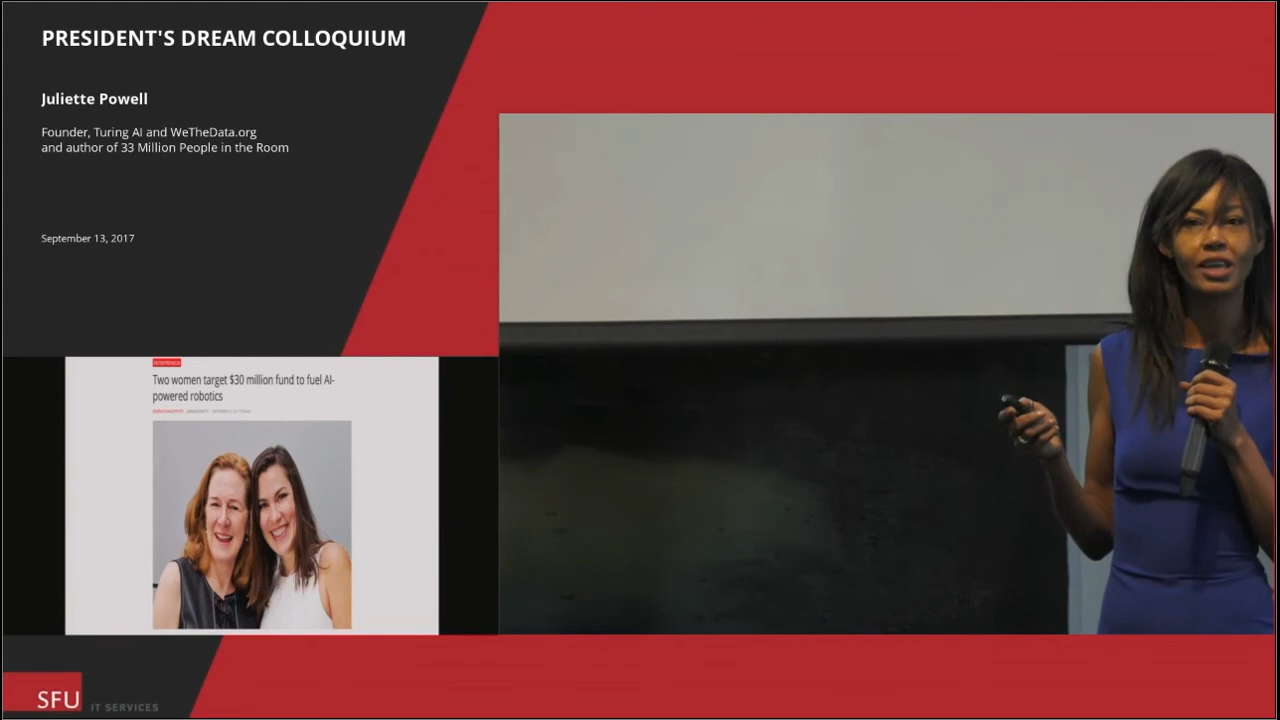 PRESIDENT'S DREAM COLLOQUIUM
Juliette Powell
Founder, Turing AI and WeTheData.org
and author of 33 Million People in the Room
September 13, 2017
Two women target $30 million fund to fuel AI-
powered robotics
SFU IT SERVICES